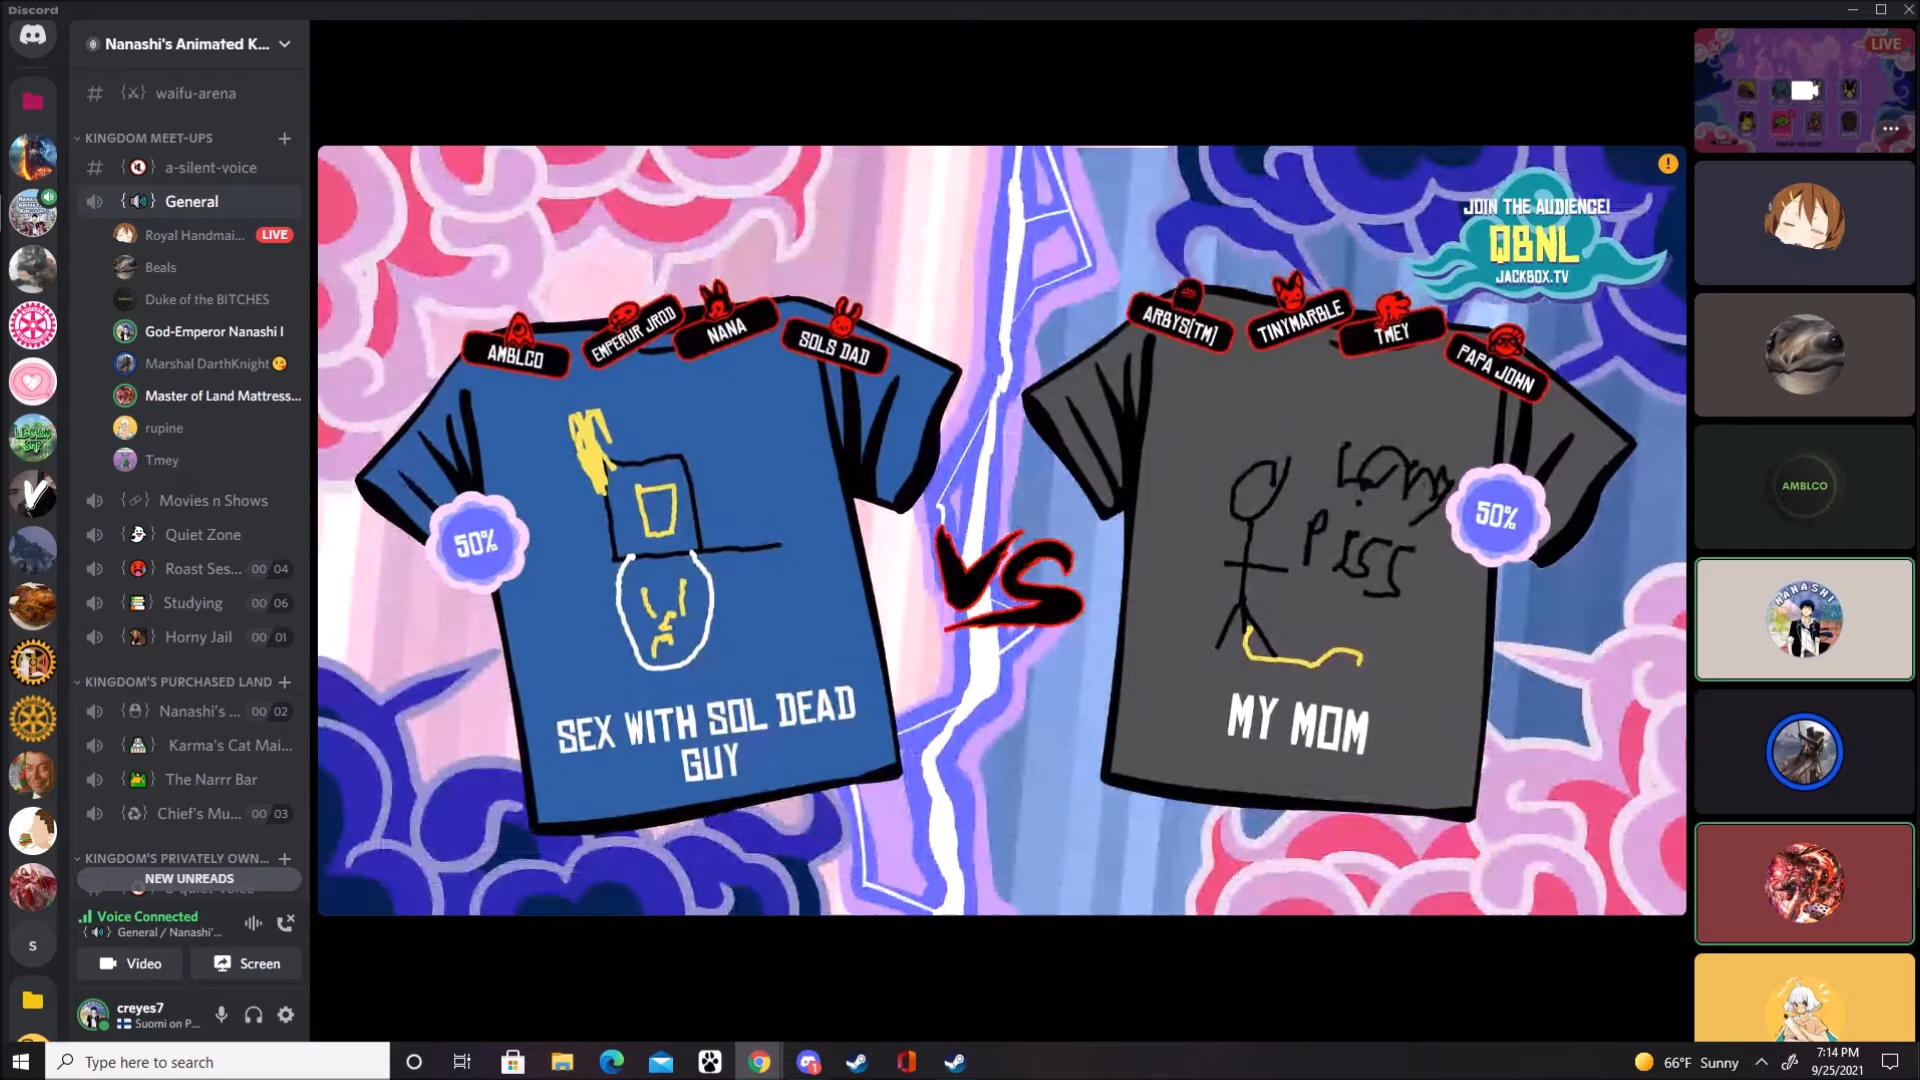 Discord
Nanashi's Animated K...
waifu-arena
KINGDOM MEET-UPS
a-silent-voice
General
Royal Handmai... LIVE
Beals
Duke of the BITCHES
God-Emperor Nanashi I
Marshal DarthKnight
Master of Land Mattress...
rupine
Tmey
Movies n Shows
Quiet Zone
Roast Ses... 00 04
Studying 00 06
Horny Jail 00 01
KINGDOM'S PURCHASED LAND
Nanashi's ... 00 02
Karma's Cat Mai...
The Narrr Bar
Chief's Mu... 00 03
KINGDOM'S PRIVATELY OWN...
NEW UNREADS
Voice Connected
General / Nanashi'...
Video Screen
creyes7
Suomi on P...
S
JOIN THE AUDIENCE!
QBNL
JACKBOX.TV
AMBLCO
EMPERUR JROD
NANA
SOLS DAD
50%
SEX WITH SOL DEAD
GUY
VS
ARBYS[TM]
TINYMARBLE
TMEY
PAPA JOHN
PISS
50%
MY MOM
LIVE
AMBLCO
NANASHI
Type here to search
1
66°F Sunny
7:14 PM
9/25/2021